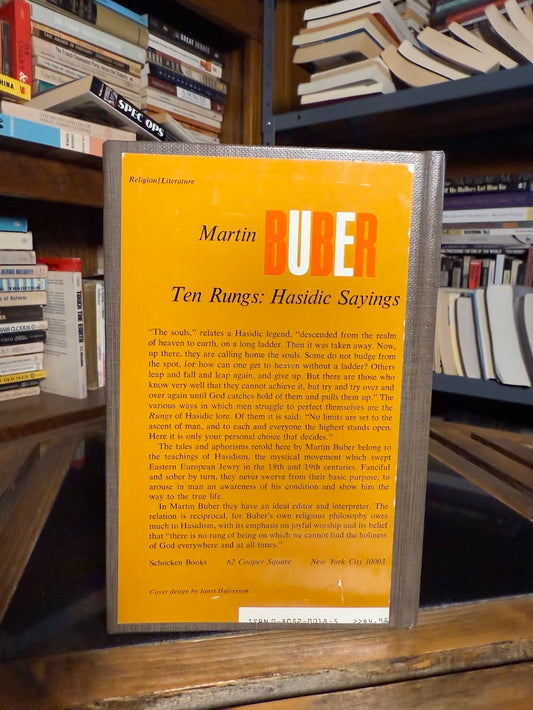 Religion/Literature
Martin BUBER
Ten Rungs: Hasidic Sayings
"The souls," relates a Hasidic legend, "descended from the realm
of heaven to earth, on a long ladder. Then it was taken away. Now,
up there, they are calling home the souls. Some do not budge from
the spot, for how can one get to heaven without a ladder? Others
leap and fall and leap again, and give up. But there are those who
know very well that they cannot achieve it, but try and try over and
over again until God catches hold of them and pulls them up." The
various ways in which men struggle to perfect themselves are the
Rungs of Hasidic lore. Of them it is said: "No limits are set to the
ascent of man, and to each and everyone the highest stands open.
Here it is only your personal choice that decides."
The tales and aphorisms retold here by Martin Buber belong to
the teachings of Hasidism, the mystical movement which swept
Eastern European Jewry in the 18th and 19th centuries. Fanciful
and sober by turn, they never swerve from their basic purpose, to
arouse in man an awareness of his condition and show him the
way to the true life.
In Martin Buber they have an ideal editor and interpreter. The
relation is reciprocal, for Buber's own religious philosophy owes
much to Hasidism, with its emphasis on joyful worship and its belief
that "there is no rung of being on which we cannot find the holiness
of God everywhere and at all times."
Schocken Books 62 Cooper Square New York City 10003
Cover design by Janet Halverson
SPEC OPS
TOUCH THE EARTH
CHINA